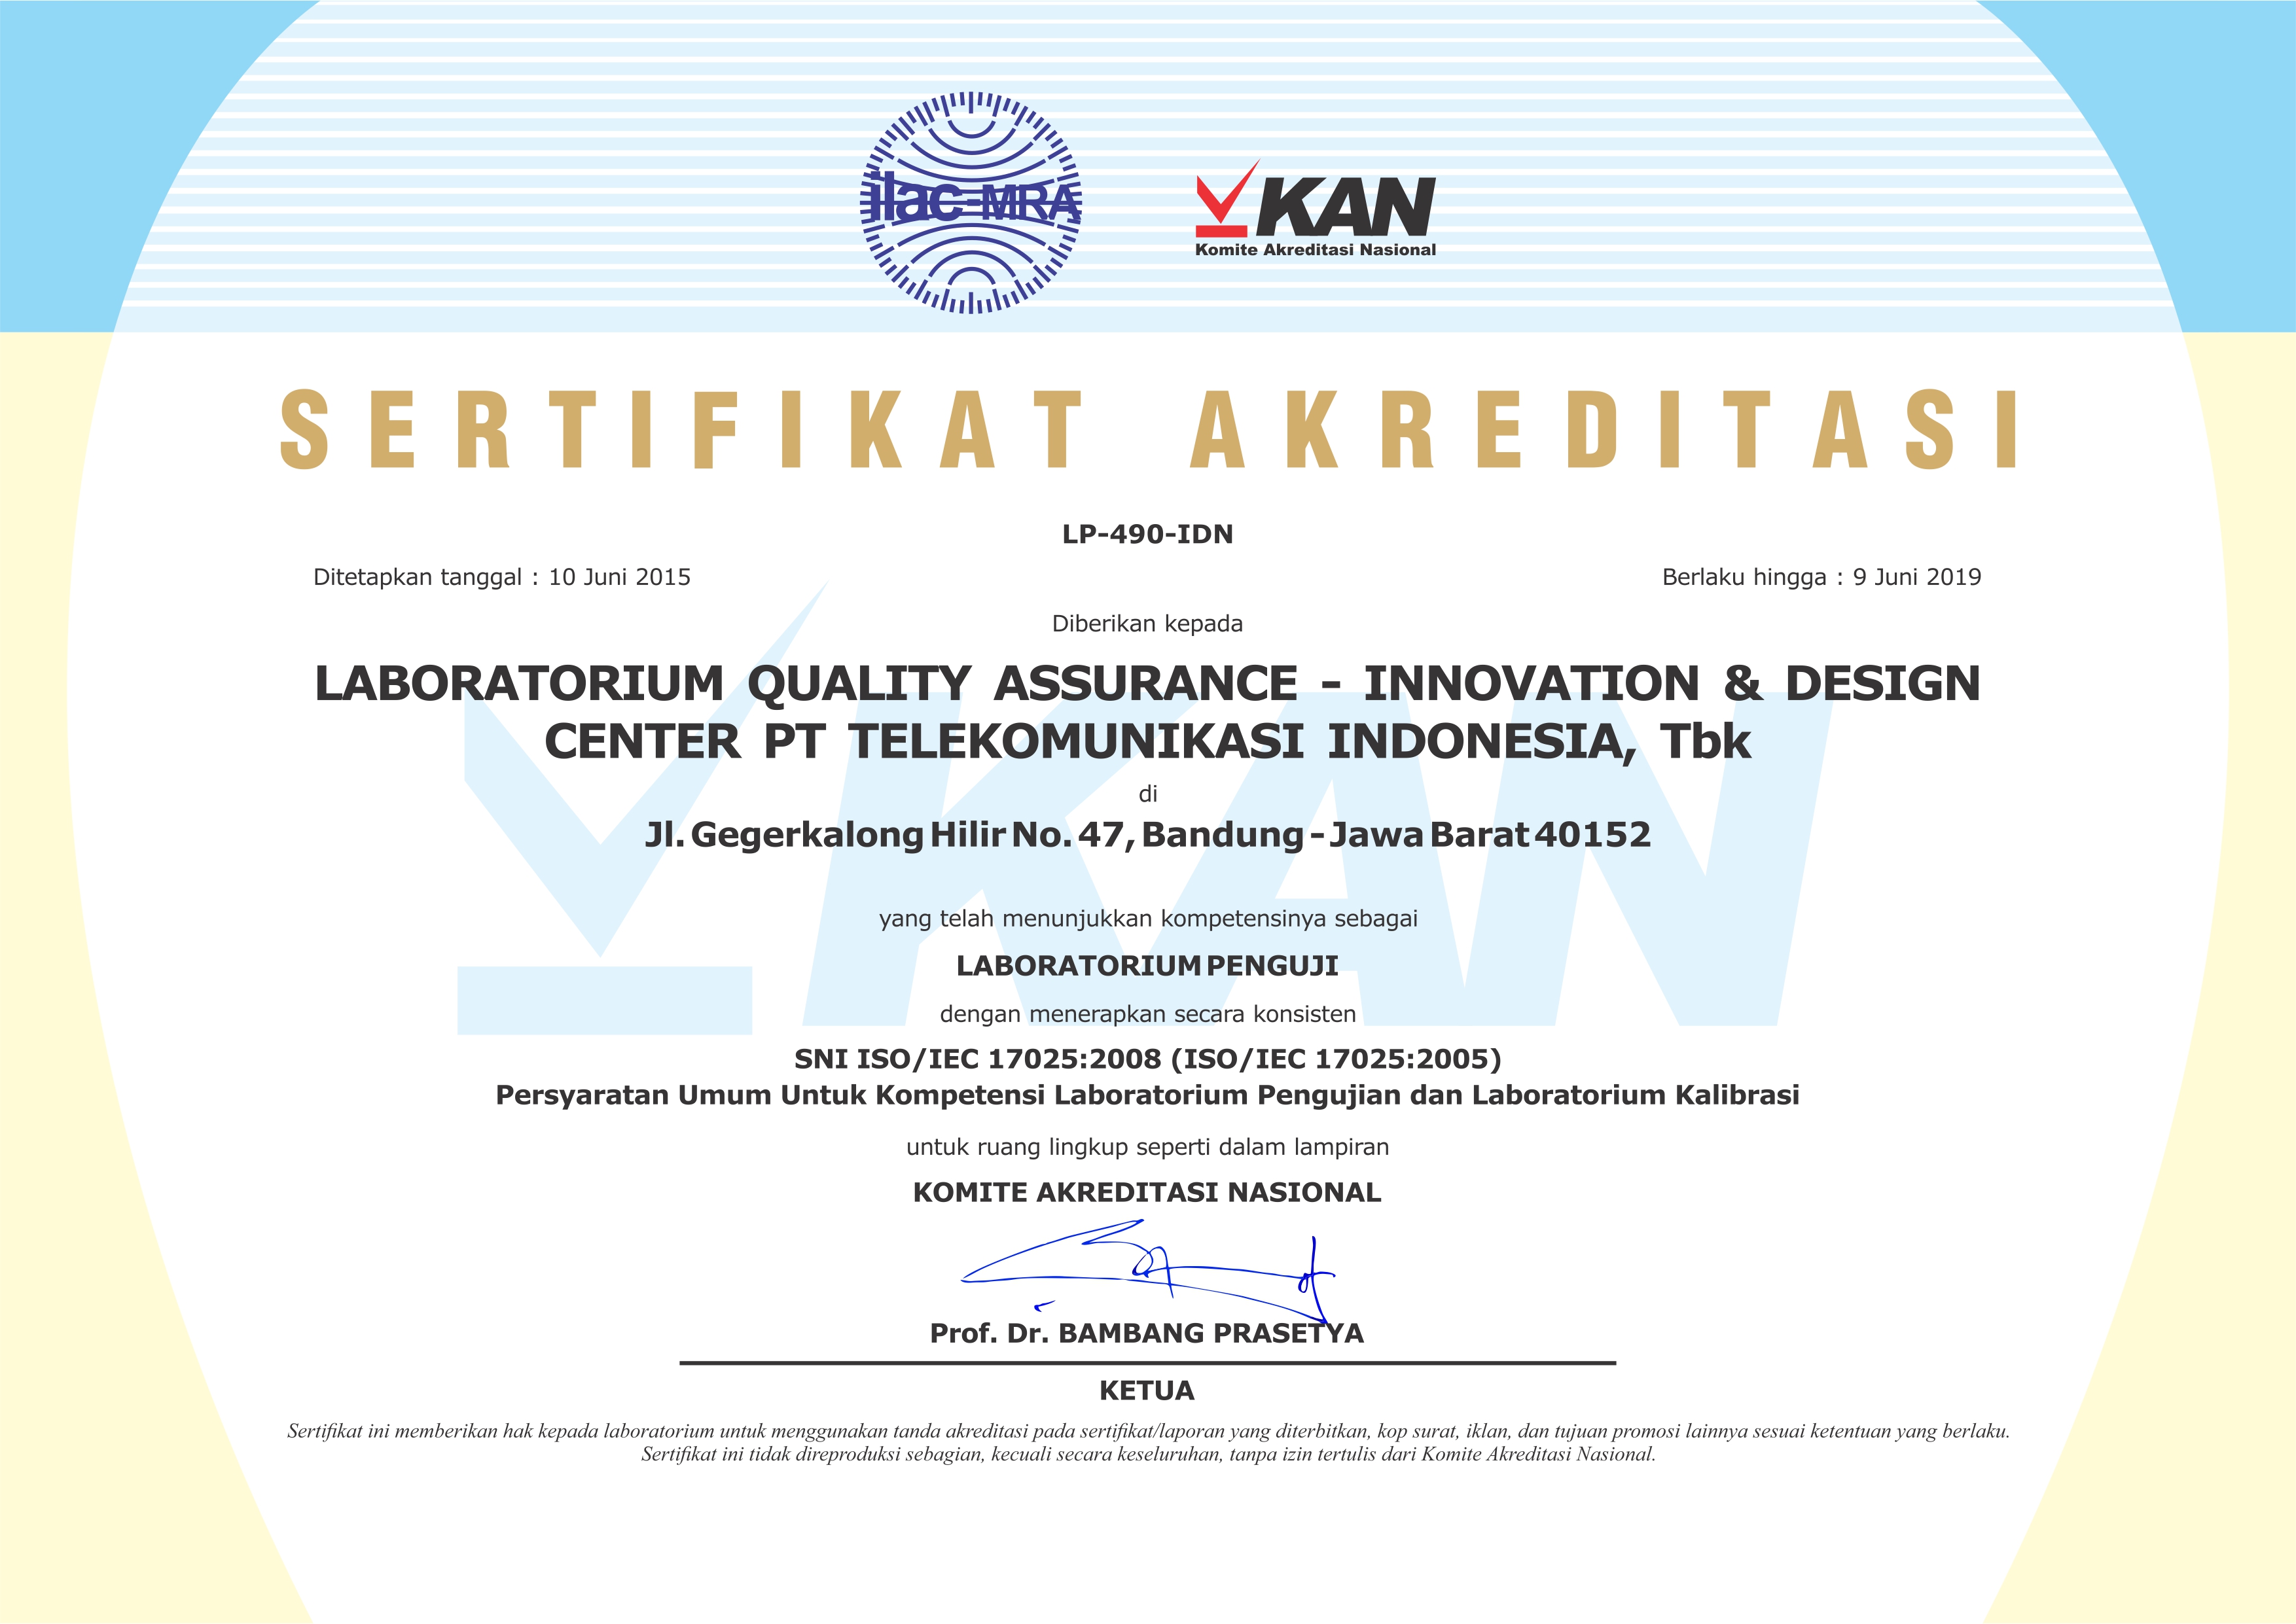 ilac-MRA
KAN
Komite Akreditasi Nasional
SERTIFIKAT AKREDITASI
LP-490-IDN
Ditetapkan tanggal : 10 Juni 2015
Berlaku hingga : 9 Juni 2019
Diberikan kepada
LABORATORIUM QUALITY ASSURANCE - INNOVATION & DESIGN
CENTER PT TELEKOMUNIKASI INDONESIA, Tbk
di
Jl. Gegerkalong Hilir No. 47, Bandung - Jawa Barat 40152
yang telah menunjukkan kompetensinya sebagai
LABORATORIUM PENGUJI
dengan menerapkan secara konsisten
SNI ISO/IEC 17025:2008 (ISO/IEC 17025:2005)
Persyaratan Umum Untuk Kompetensi Laboratorium Pengujian dan Laboratorium Kalibrasi
untuk ruang lingkup seperti dalam lampiran
KOMITE AKREDITASI NASIONAL
Prof. Dr. BAMBANG PRASETYA
KETUA
Sertifikat ini memberikan hak kepada laboratorium untuk menggunakan tanda akreditasi pada sertifikat/laporan yang diterbitkan, kop surat, iklan, dan tujuan promosi lainnya sesuai ketentuan yang berlaku.
Sertifikat ini tidak direproduksi sebagian, kecuali secara keseluruhan, tanpa izin tertulis dari Komite Akreditasi Nasional.
KAN